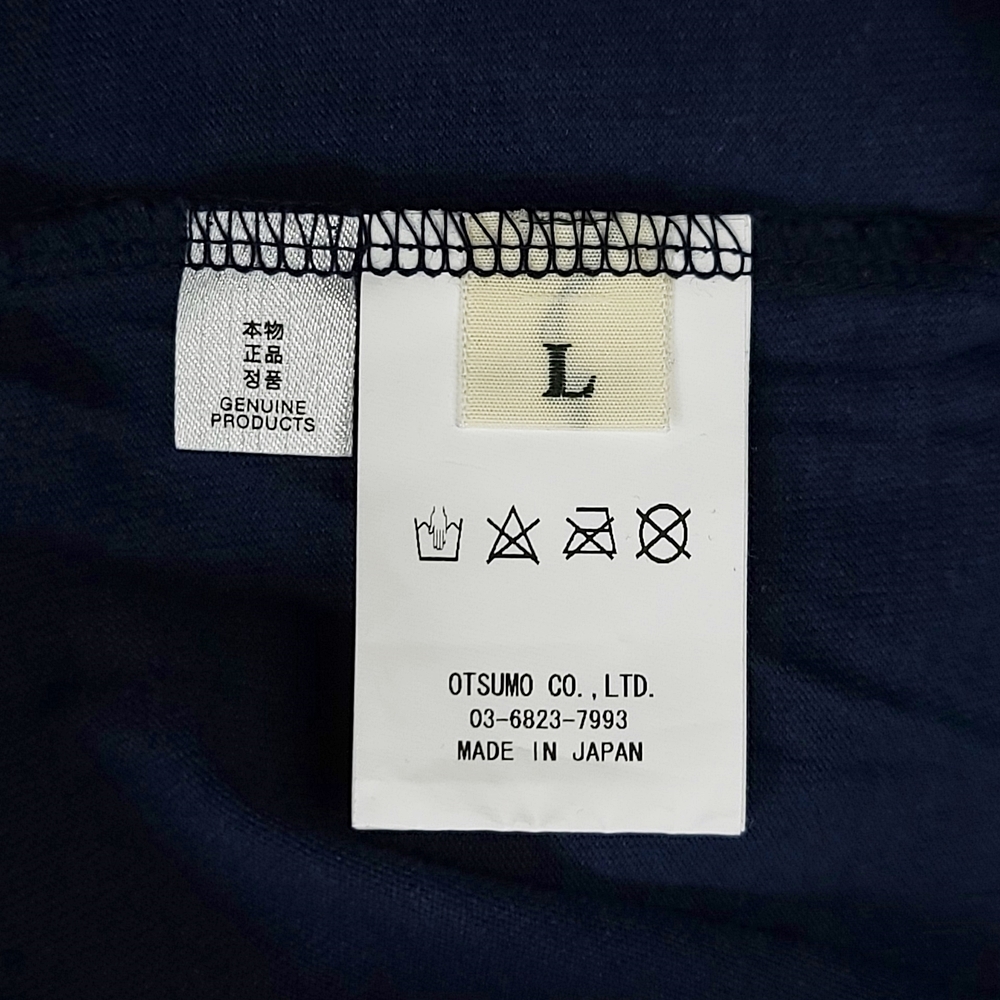 本物
正品
정품
GENUINE
PRODUCTS
L
OTSUMO CO.,LTD.
03-6823-7993
MADE IN JAPAN